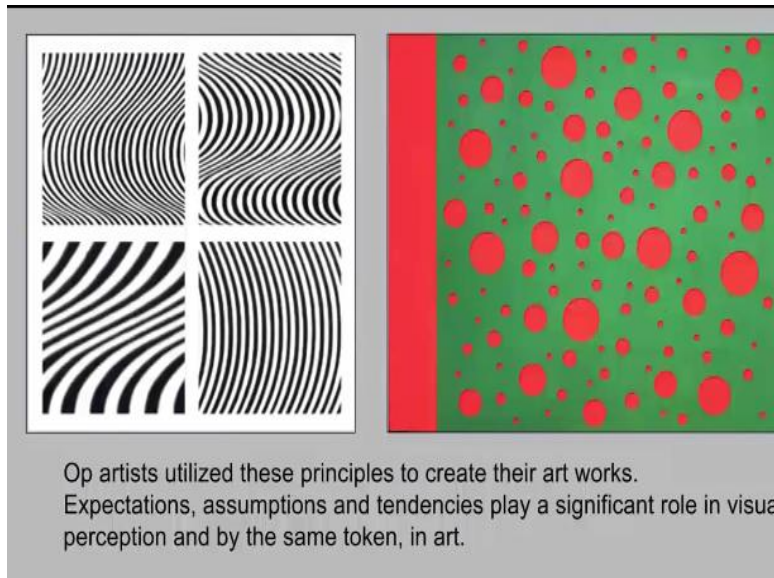 Op artists utilized these principles to create their art works.
Expectations, assumptions and tendencies play a significant role in visua
perception and by the same token, in art.